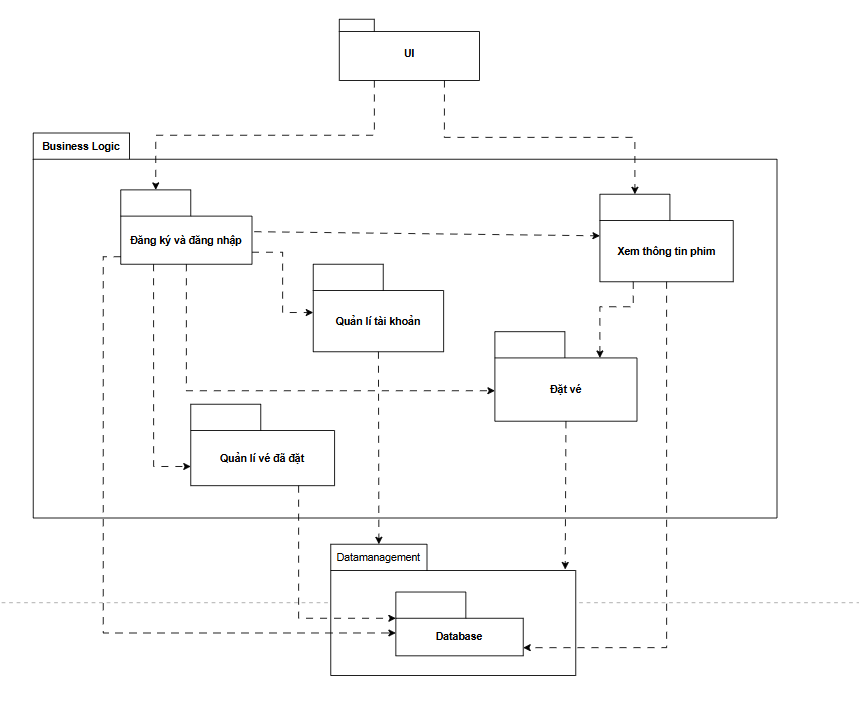 UI
Business Logic
Đăng ký và đăng nhập
Xem thông tin phim
Quản lí tài khoản
Đặt vé
Quản lí vé đã đặt
Datamanagement
Database